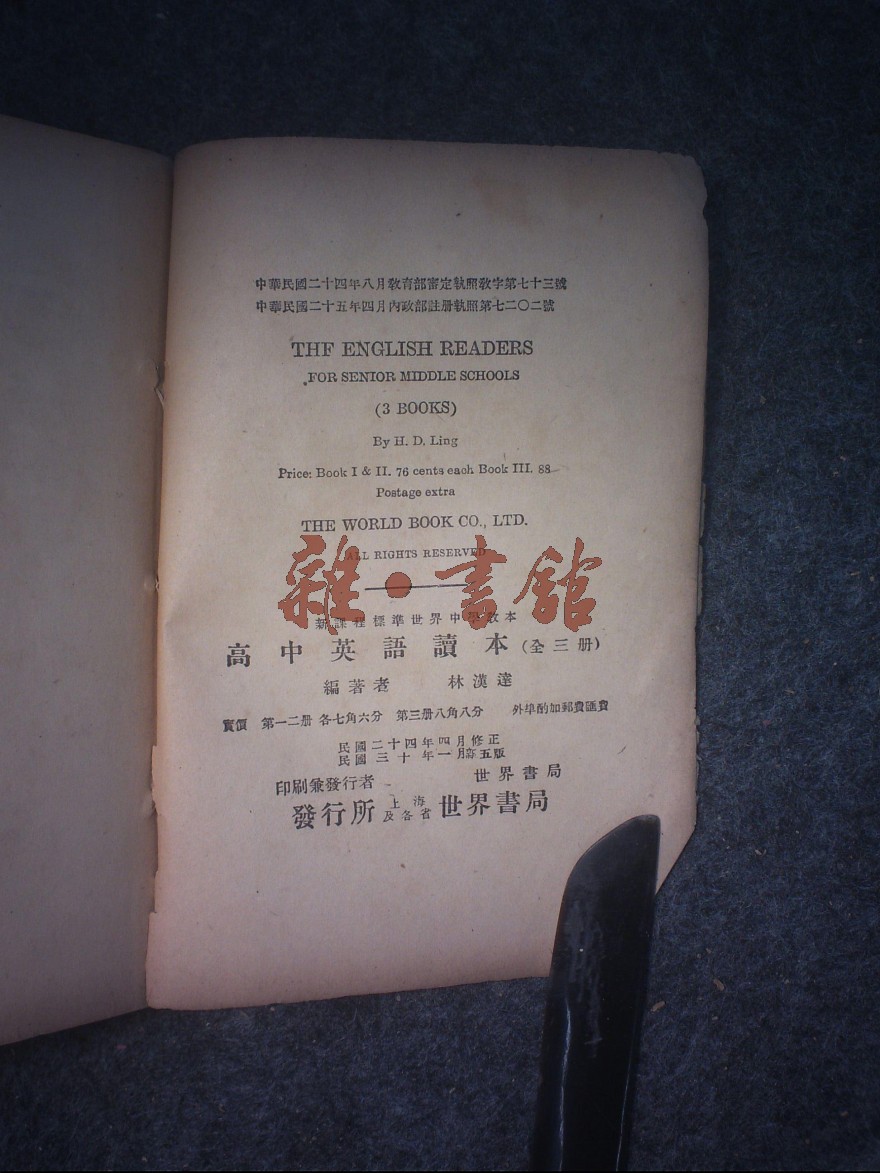 中華民國二十四年八月教育部審定執照教字第七十三號
中華民國二十五年四月內政部註册執照第七二〇二號
THF ENGLISH READERS
FOR SENIOR MIDDLE SCHOOLS
(3 BOOKS)
By H. D. Ling
Price: Book I & II. 76 cents each Book III. 88
Postage extra
THE WORLD BOOK CO., LTD.
ALL RIGHTS RESERVED
雜·書館
新課程標準世界中學教本
高中英語讀本(全三册)
編著者 林漢達
實價 第一二册 各七角六分 第三册八角八分 外埠酌加郵費匯費
民國二十四年四月修正
民國三十年一月新五版
印刷兼發行者 世界書局
發行所 上海及各省 世界書局